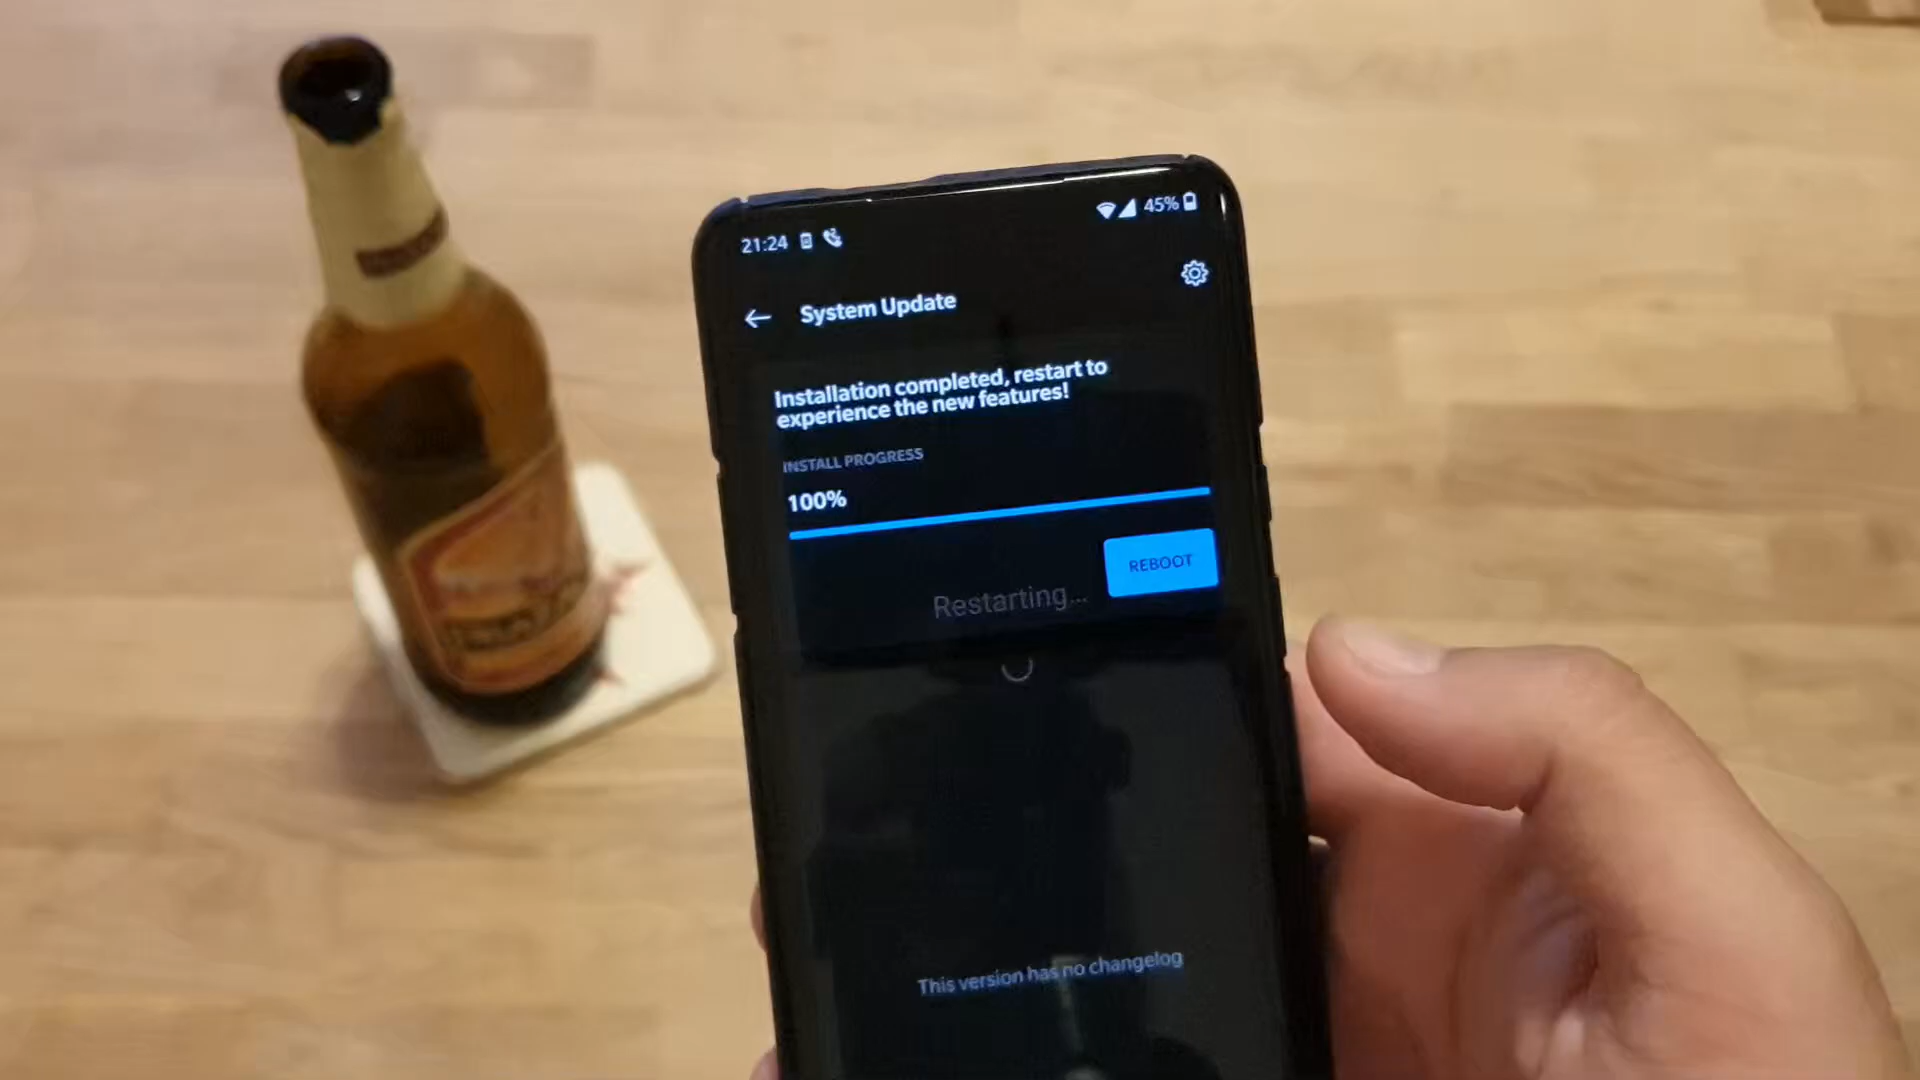 21:24
45%
System Update
Installation completed, restart to
experience the new features!
INSTALL PROGRESS
100%
REBOOT
Restarting...
This version has no changelog